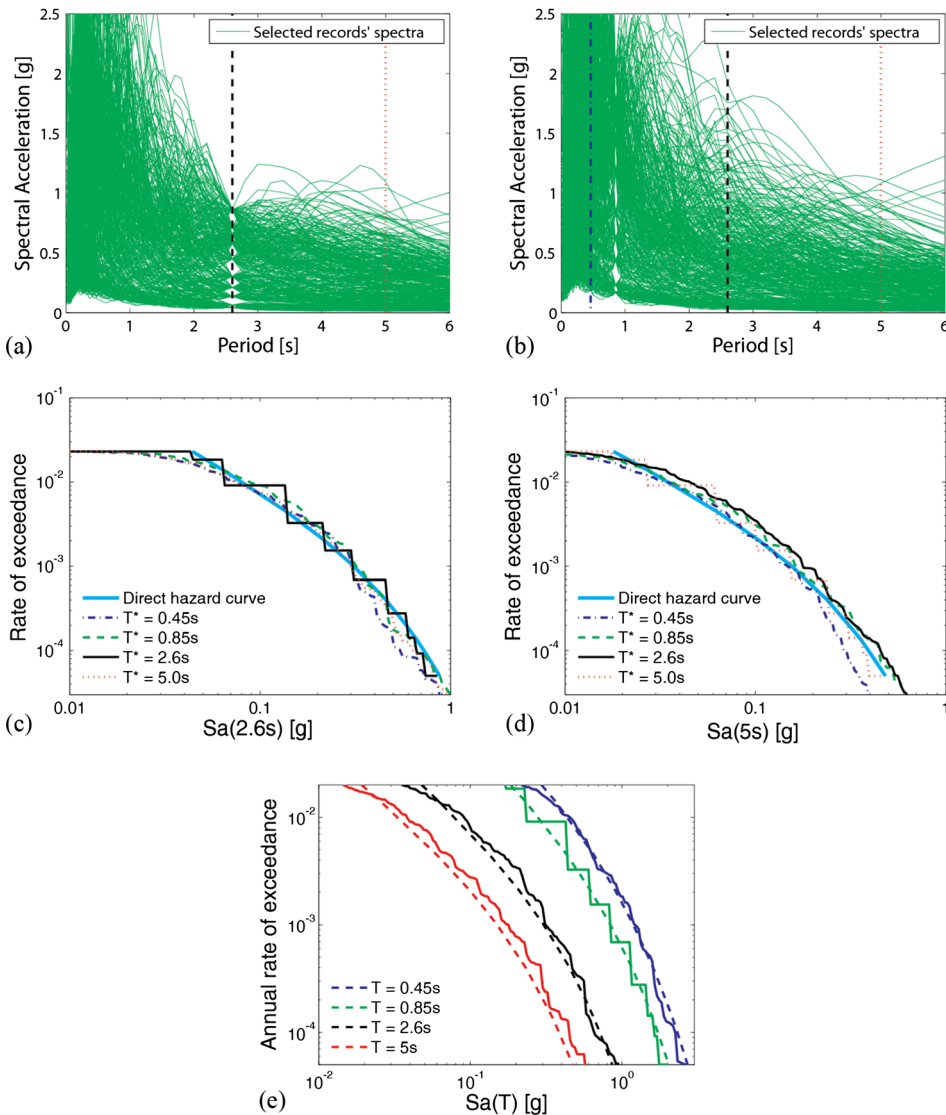 2.5
2
1.5
1
0.5
0
Spectral Acceleration [g]
Selected records' spectra
0 1 2 3 4 5 6
Period [s]
(a)
2.5
2
1.5
1
0.5
0
Spectral Acceleration [g]
Selected records' spectra
0 1 2 3 4 5 6
Period [s]
(b)
10^-1
10^-2
10^-3
10^-4
Rate of exceedance
Direct hazard curve
T* = 0.45s
T* = 0.85s
T* = 2.6s
T* = 5.0s
0.01 0.1 1
Sa(2.6s) [g]
(c)
10^-1
10^-2
10^-3
10^-4
Rate of exceedance
Direct hazard curve
T* = 0.45s
T* = 0.85s
T* = 2.6s
T* = 5.0s
0.01 0.1 1
Sa(5s) [g]
(d)
10^-2
10^-3
10^-4
Annual rate of exceedance
T = 0.45s
T = 0.85s
T = 2.6s
T = 5s
10^-2 10^-1 10^0
Sa(T) [g]
(e)